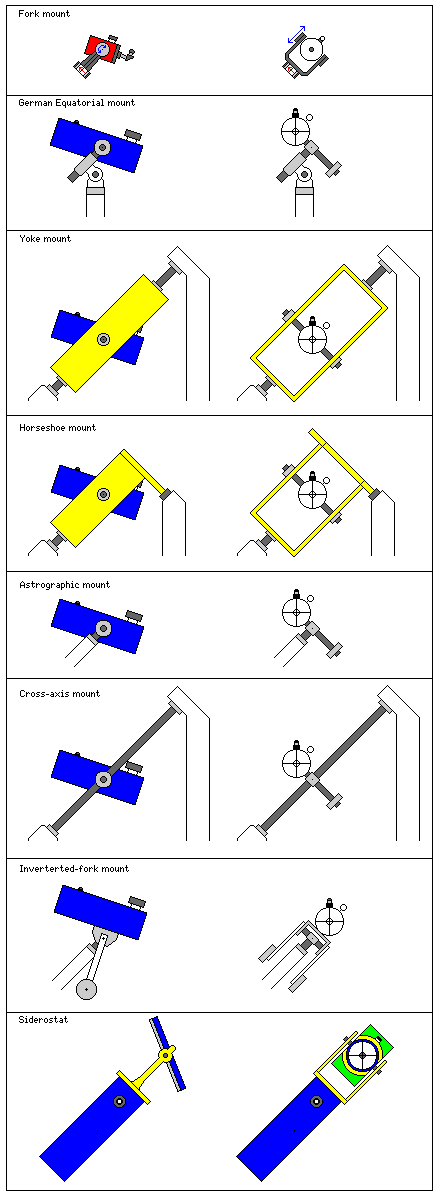 Fork mount
German Equatorial mount
Yoke mount
Horseshoe mount
Astrographic mount
Cross-axis mount
Inverterted-fork mount
Siderostat